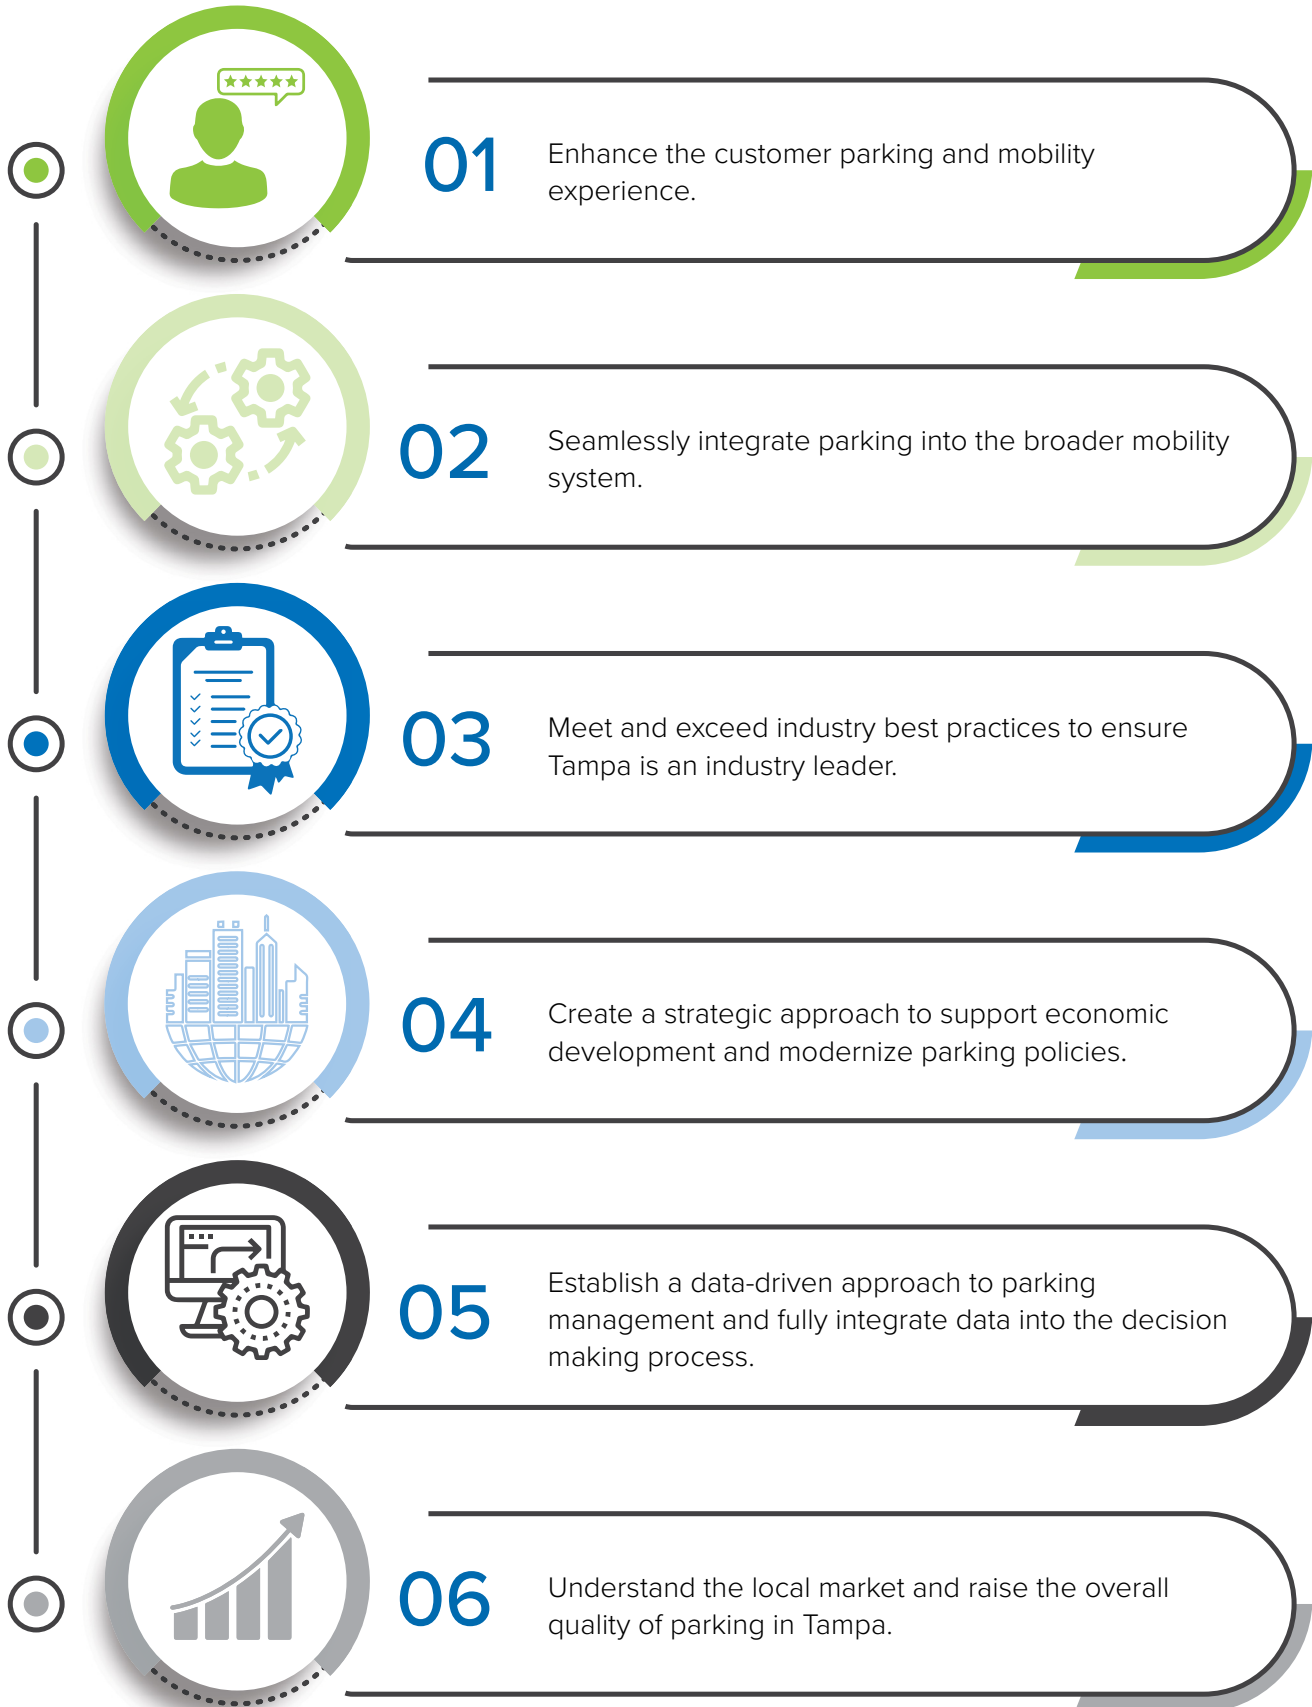 01
Enhance the customer parking and mobility
experience.
02
Seamlessly integrate parking into the broader mobility
system.
03
Meet and exceed industry best practices to ensure
Tampa is an industry leader.
04
Create a strategic approach to support economic
development and modernize parking policies.
05
Establish a data-driven approach to parking
management and fully integrate data into the decision
making process.
06
Understand the local market and raise the overall
quality of parking in Tampa.